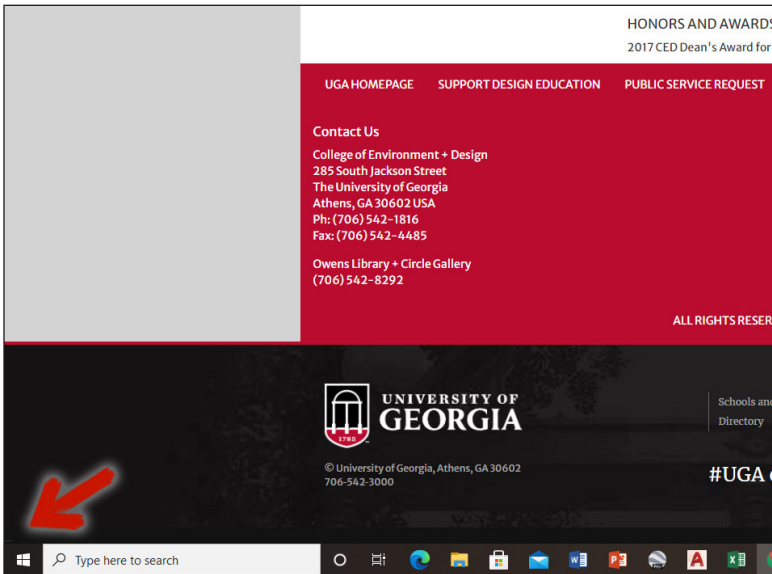 HONORS AND AWARDS
2017 CED Dean's Award for
UGA HOMEPAGE SUPPORT DESIGN EDUCATION PUBLIC SERVICE REQUEST
Contact Us
College of Environment + Design
285 South Jackson Street
The University of Georgia
Athens, GA 30602 USA
Ph: (706) 542-1816
Fax: (706) 542-4485
Owens Library + Circle Gallery
(706) 542-8292
ALL RIGHTS RESER
1785
UNIVERSITY OF
GEORGIA
Schools and
Directory
© University of Georgia, Athens, GA 30602
706-542-3000
#UGA
Type here to search